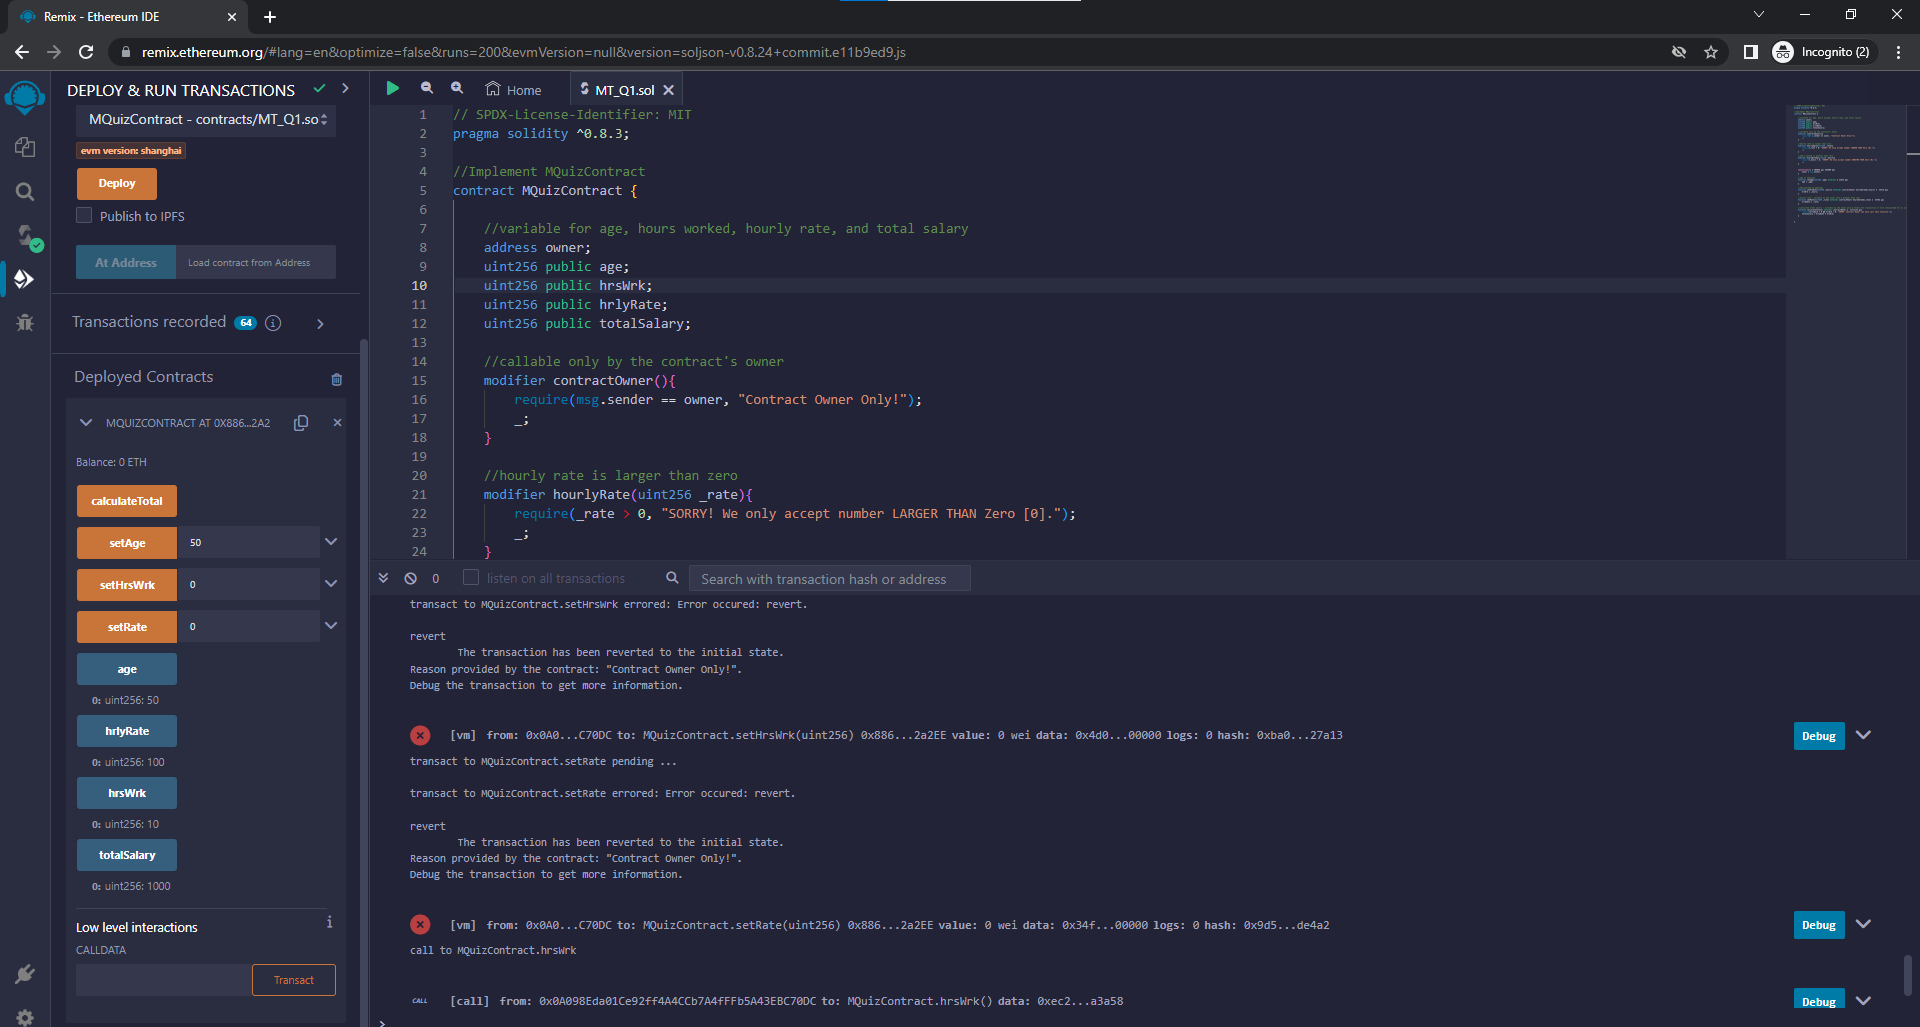 Remix - Ethereum IDE
remix.ethereum.org/#lang=en&optimize=false&runs=200&evmVersion=null&version=soljson-v0.8.24+commit.e11b9ed9.js
Incognito (2)
DEPLOY & RUN TRANSACTIONS
MQuizContract - contracts/MT_Q1.so
evm version: shanghai
Deploy
Publish to IPFS
At Address
Load contract from Address
Transactions recorded 64 i
Deployed Contracts
MQUIZCONTRACT AT 0X886...2A2
Balance: 0 ETH
calculateTotal
setAge 50
setHrsWrk 0
setRate 0
age
0: uint256: 50
hrlyRate
0: uint256: 100
hrsWrk
0: uint256: 10
totalSalary
0: uint256: 1000
Low level interactions i
CALLDATA
Transact
Home
MT_Q1.sol
1 // SPDX-License-Identifier: MIT
2 pragma solidity ^0.8.3;
3
4 //Implement MQuizContract
5 contract MQuizContract {
6
7 //variable for age, hours worked, hourly rate, and total salary
8 address owner;
9 uint256 public age;
10 uint256 public hrsWrk;
11 uint256 public hrlyRate;
12 uint256 public totalSalary;
13
14 //callable only by the contract's owner
15 modifier contractOwner(){
16 require(msg.sender == owner, "Contract Owner Only!");
17 _;
18 }
19
20 //hourly rate is larger than zero
21 modifier hourlyRate(uint256 _rate){
22 require(_rate > 0, "SORRY! We only accept number LARGER THAN Zero [0].");
23 _;
24 }
0 listen on all transactions Search with transaction hash or address
transact to MQuizContract.setHrsWrk errored: Error occured: revert.
revert
The transaction has been reverted to the initial state.
Reason provided by the contract: "Contract Owner Only!".
Debug the transaction to get more information.
[vm] from: 0x0A0...C70DC to: MQuizContract.setHrsWrk(uint256) 0x886...2a2EE value: 0 wei data: 0x4d0...00000 logs: 0 hash: 0xba0...27a13
Debug
transact to MQuizContract.setRate pending ...
transact to MQuizContract.setRate errored: Error occured: revert.
revert
The transaction has been reverted to the initial state.
Reason provided by the contract: "Contract Owner Only!".
Debug the transaction to get more information.
[vm] from: 0x0A0...C70DC to: MQuizContract.setRate(uint256) 0x886...2a2EE value: 0 wei data: 0x34f...00000 logs: 0 hash: 0x9d5...de4a2
Debug
call to MQuizContract.hrsWrk
CALL [call] from: 0x0A098Eda01Ce92ff4A4CCb7A4fFFb5A43EBC70DC to: MQuizContract.hrsWrk() data: 0xec2...a3a58
Debug
>